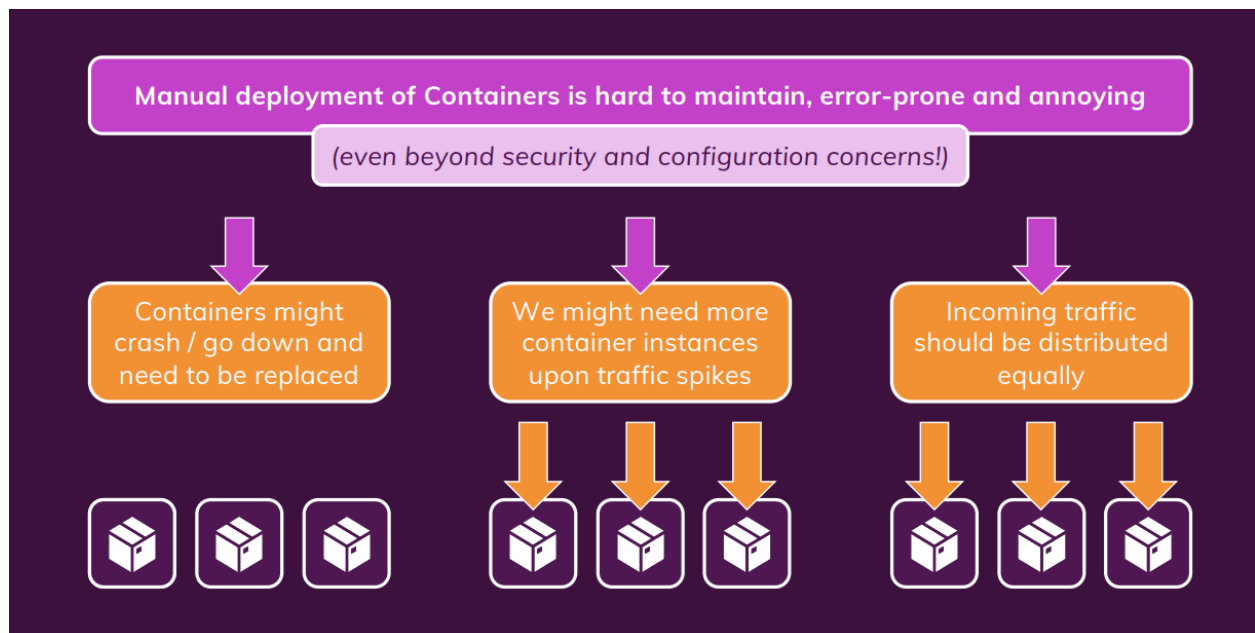 Manual deployment of Containers is hard to maintain, error-prone and annoying
(even beyond security and configuration concerns!)
Containers might
crash / go down and
need to be replaced
We might need more
container instances
upon traffic spikes
Incoming traffic
should be distributed
equally